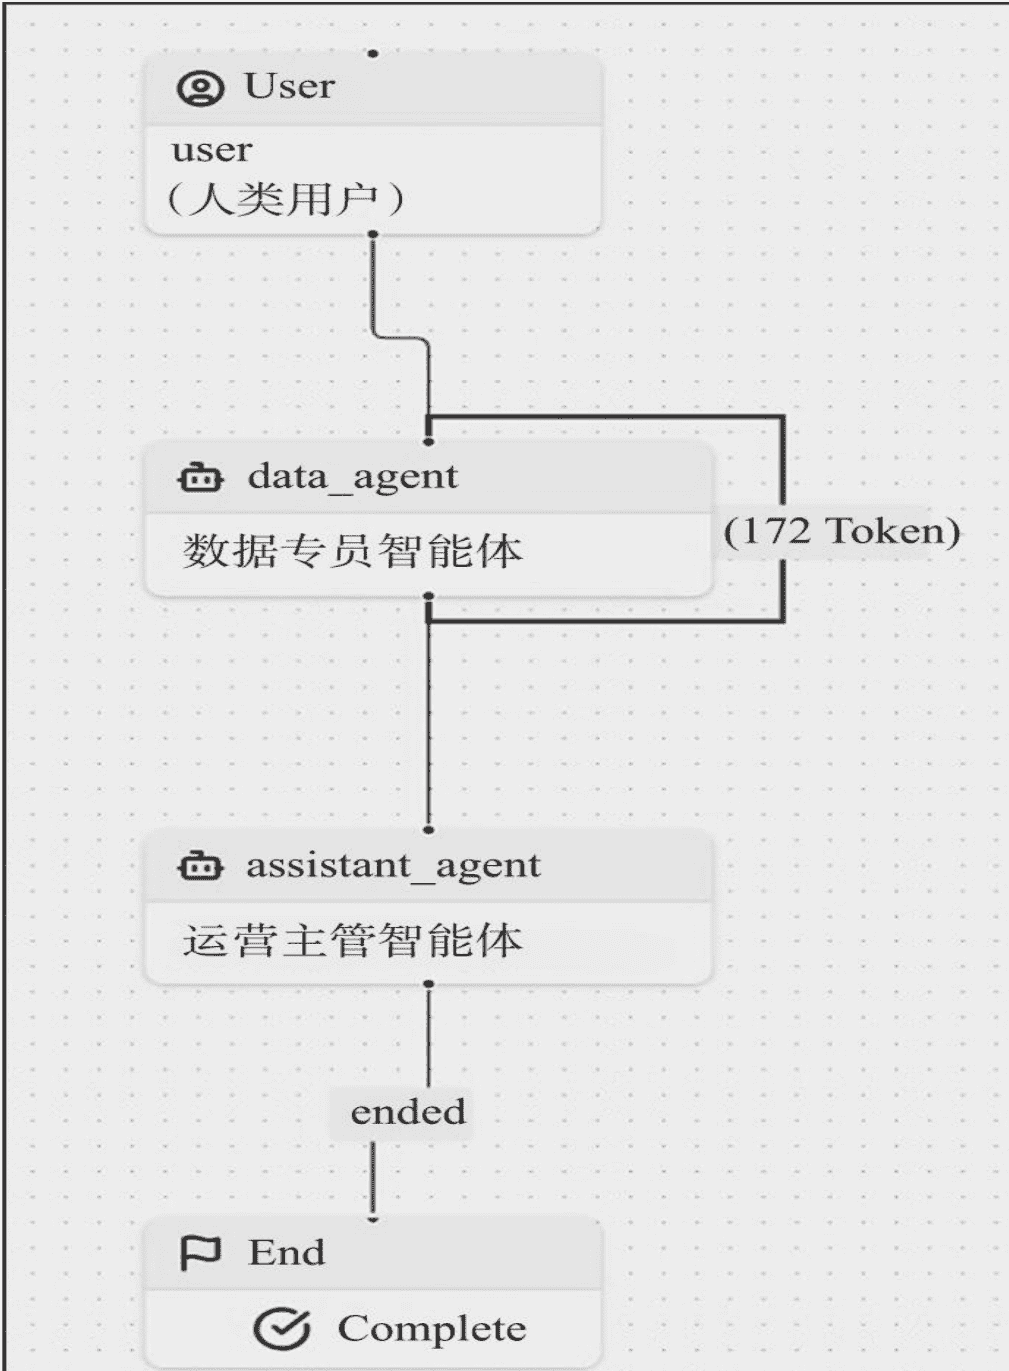 User
user
（人类用户）
data_agent
数据专员智能体
(172 Token)
assistant_agent
运营主管智能体
ended
End
Complete